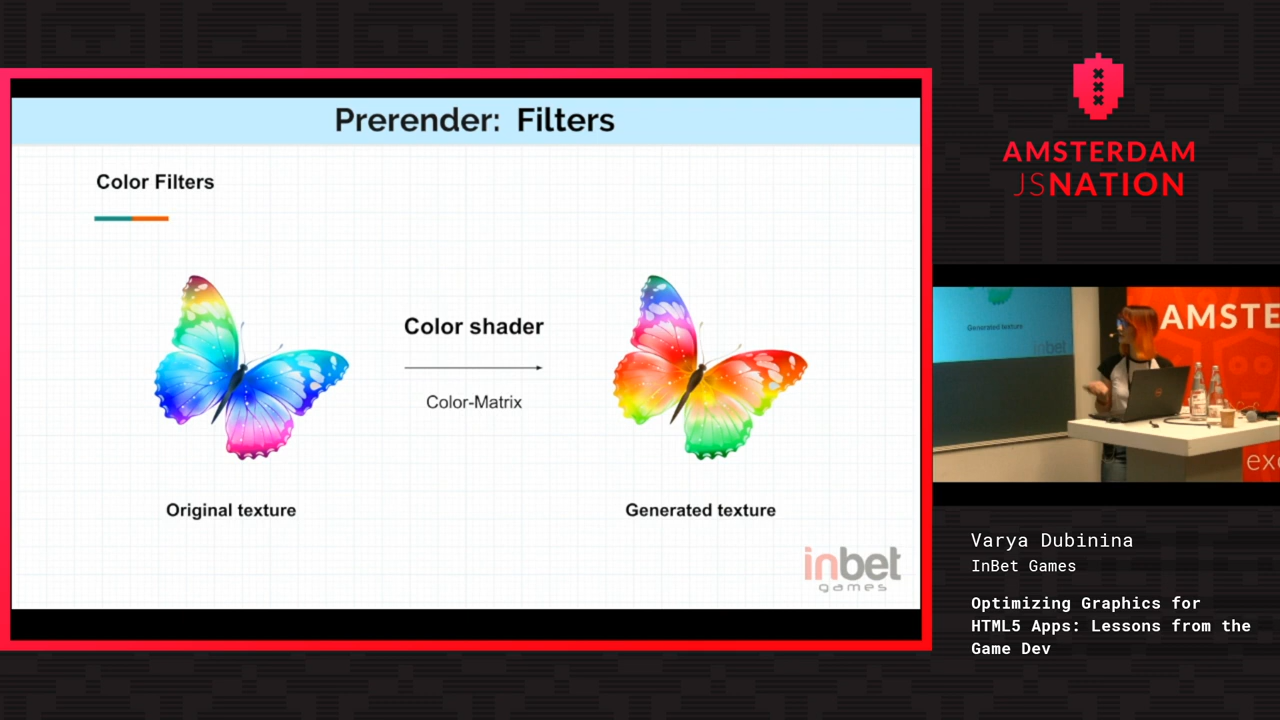 Prerender: Filters
Color Filters
Color shader
Color-Matrix
Original texture
Generated texture
inbet
games
AMSTERDAM
JSNATION
Generated texture
inbet
AMSTE
exc
Varya Dubinina
InBet Games
Optimizing Graphics for
HTML5 Apps: Lessons from the
Game Dev